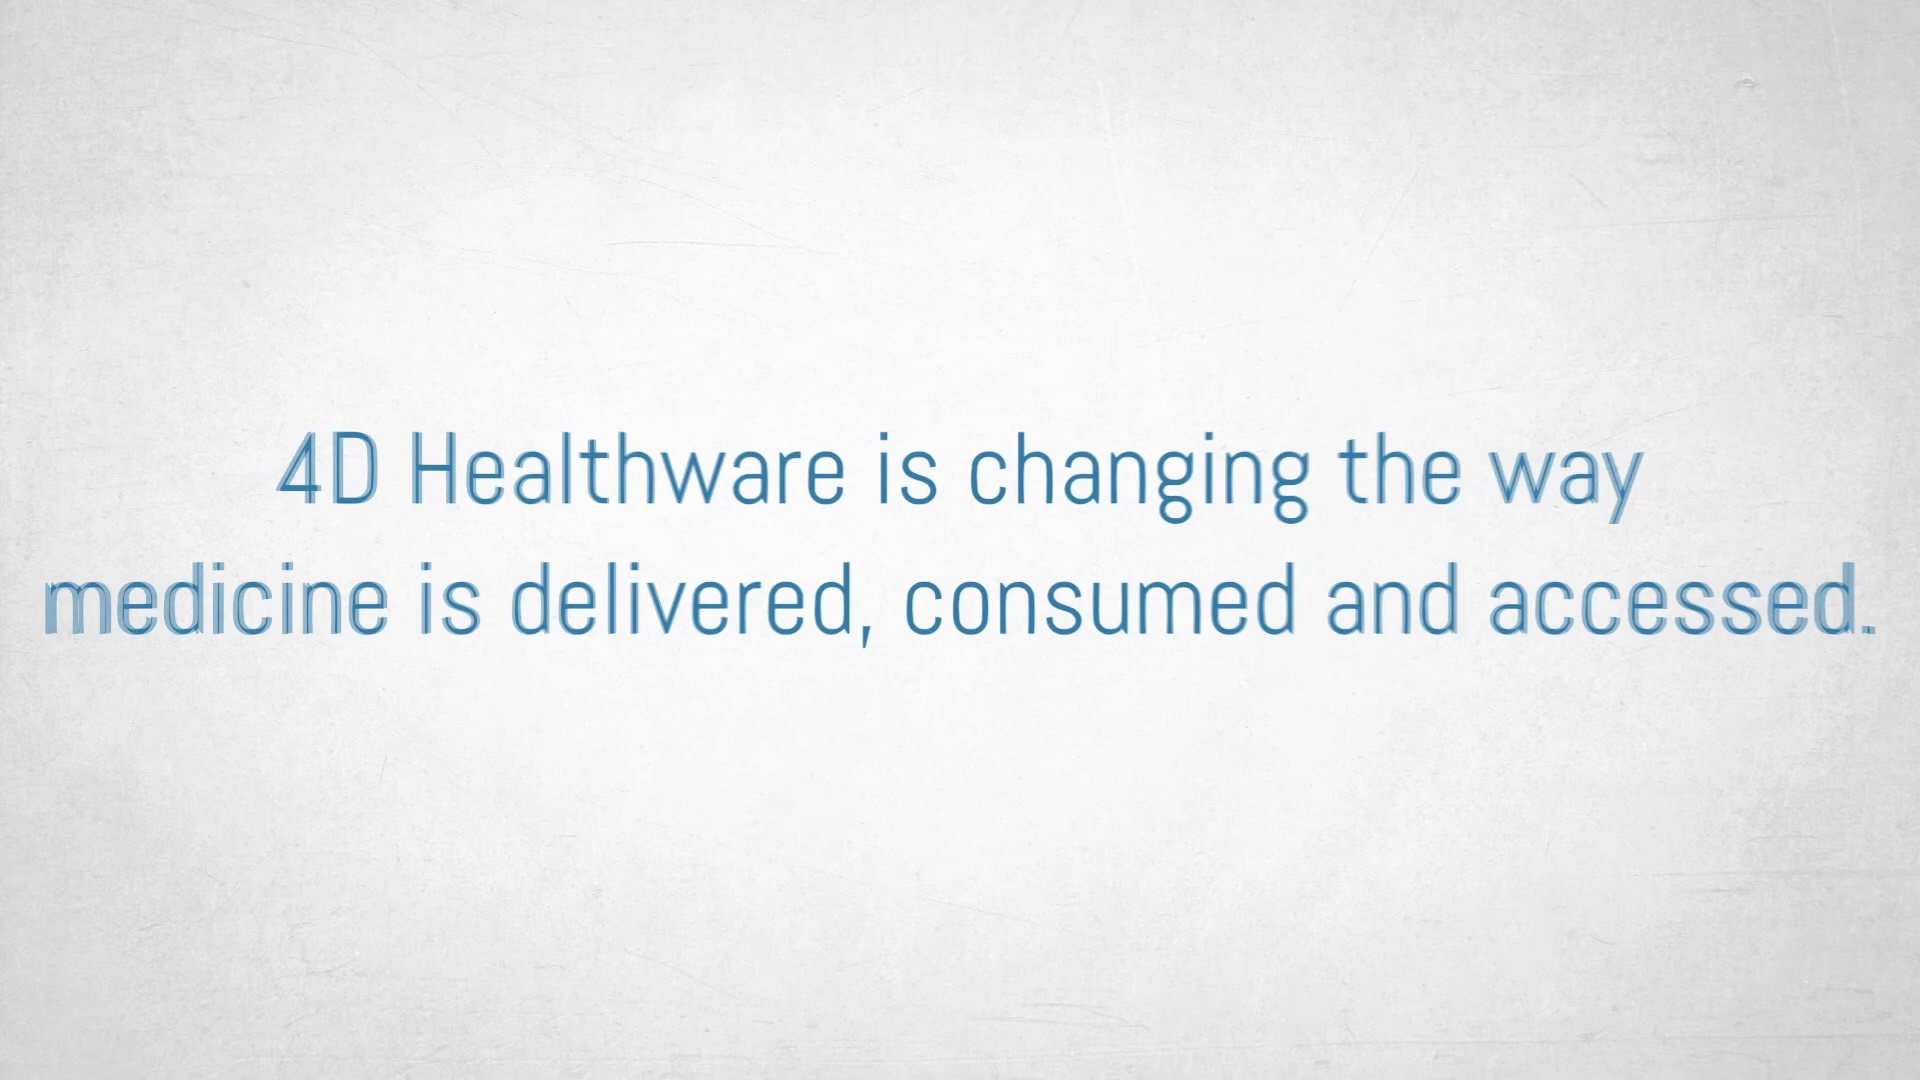 4D Healthware is changing the way
medicine is delivered, consumed and accessed.